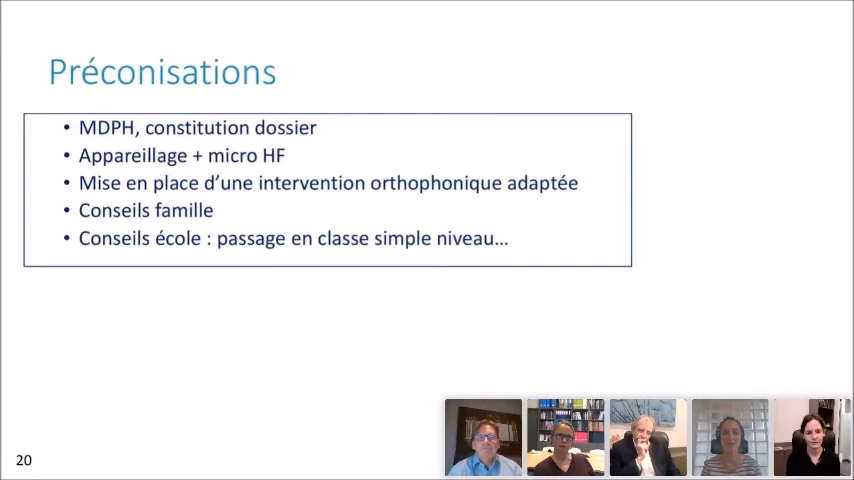 Préconisations
• MDPH, constitution dossier
• Appareillage + micro HF
• Mise en place d’une intervention orthophonique adaptée
• Conseils famille
• Conseils école : passage en classe simple niveau…
20